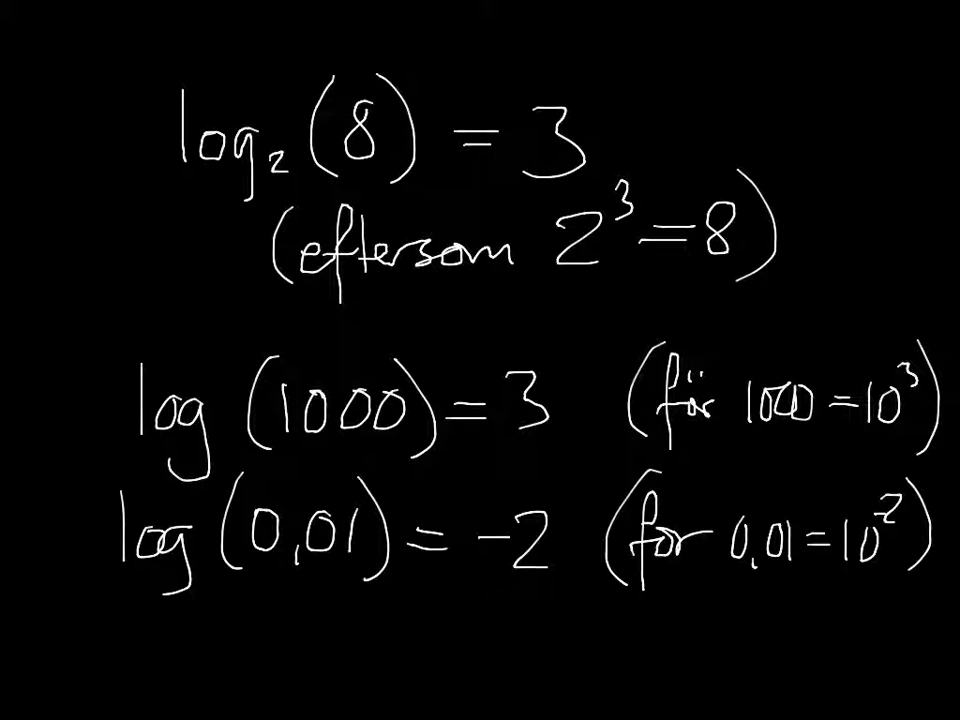 log₂(8) = 3
(eftersom 2³ = 8)
log(1000) = 3 (för 1000 = 10³)
log(0,01) = -2 (for 0,01 = 10⁻²)